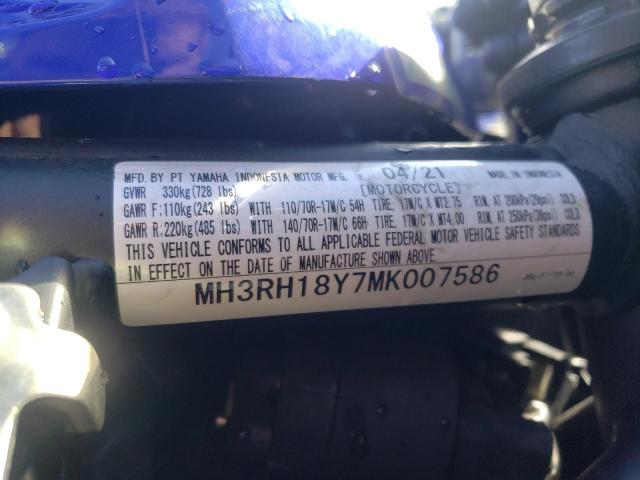 MFD. BY PT YAMAHA INDONESIA MOTOR MFG. 04/21 MADE IN INDONESIA
GVWR 330kg(728 lbs) [MOTORCYCLE]
GAWR F:110kg(243 lbs) WITH 110/70R-17M/C 54H TIRE, 17M/C X MT2.75 RIM, AT 200kPa(29psi) COLD
GAWR R:220kg(485 lbs) WITH 140/70R-17M/C 66H TIRE, 17M/C X MT4.00 RIM, AT 250kPa(36psi) COLD
THIS VEHICLE CONFORMS TO ALL APPLICABLE FEDERAL MOTOR VEHICLE SAFETY STANDARDS
IN EFFECT ON THE DATE OF MANUFACTURE SHOWN ABOVE
MH3RH18Y7MK007586